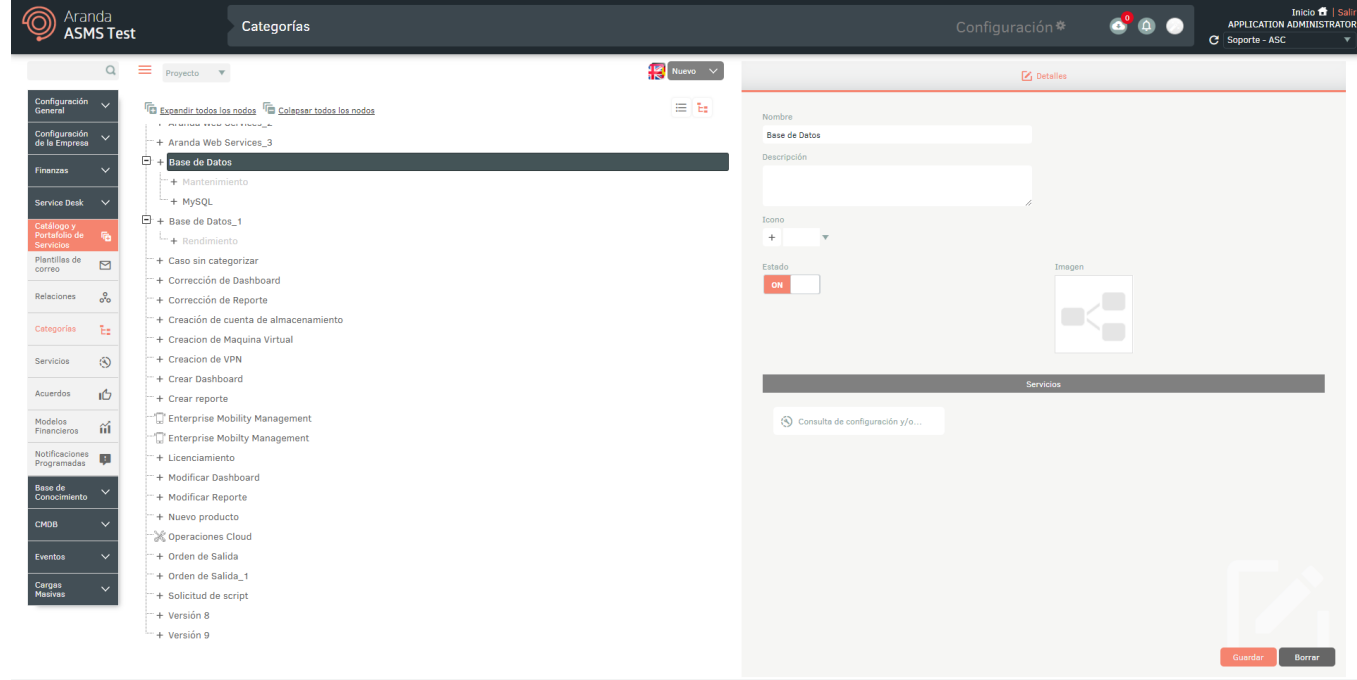 Aranda
ASMS Test
Categorías
Configuración
0
Inicio | Salir
APPLICATION ADMINISTRATOR
Soporte - ASC
Proyecto
Nuevo
Expandir todos los nodos
Colapsar todos los nodos
Configuración General
Configuración de la Empresa
Finanzas
Service Desk
Catálogo y Portafolio de Servicios
Plantillas de correo
Relaciones
Categorías
Servicios
Acuerdos
Modelos Financieros
Notificaciones Programadas
Base de Conocimiento
CMDB
Eventos
Cargas Masivas
Aranda Web Services_2
Aranda Web Services_3
Base de Datos
Mantenimiento
MySQL
Base de Datos_1
Rendimiento
Caso sin categorizar
Corrección de Dashboard
Corrección de Reporte
Creación de cuenta de almacenamiento
Creacion de Maquina Virtual
Creacion de VPN
Crear Dashboard
Crear reporte
Enterprise Mobility Management
Enterprise Mobilty Management
Licenciamiento
Modificar Dashboard
Modificar Reporte
Nuevo producto
Operaciones Cloud
Orden de Salida
Orden de Salida_1
Solicitud de script
Versión 8
Versión 9
Detalles
Nombre
Base de Datos
Descripción
Icono
Estado
ON
Imagen
Servicios
Consulta de configuración y/o...
Guardar
Borrar